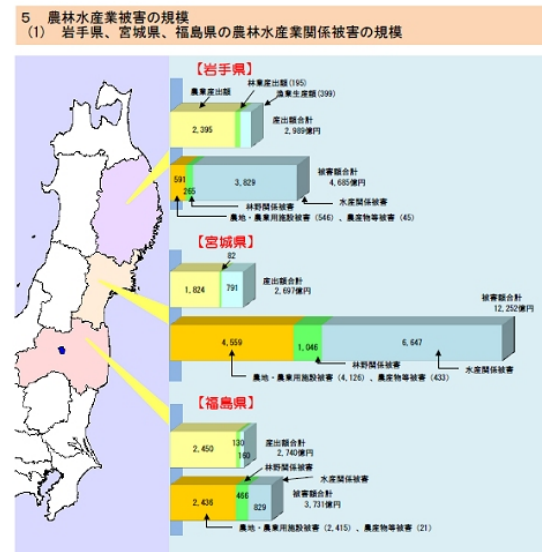 5 農林水産業被害の規模
(1) 岩手県、宮城県、福島県の農林水産業関係被害の規模
【岩手県】
農業産出額
林業産出額(195)
漁業生産額(399)
2,395
産出額合計
2,989億円
591
265
3,829
被害額合計
4,685億円
林野関係被害
水産関係被害
農地・農業用施設被害(546)、農産物等被害(45)
【宮城県】
82
1,824
791
産出額合計
2,697億円
被害額合計
12,252億円
4,559
1,046
6,647
林野関係被害
水産関係被害
農地・農業用施設被害(4,126)、農産物等被害(433)
【福島県】
2,450
130
160
産出額合計
2,740億円
林野関係被害
水産関係被害
2,436
466
829
被害額合計
3,731億円
農地・農業用施設被害(2,415)、農産物等被害(21)